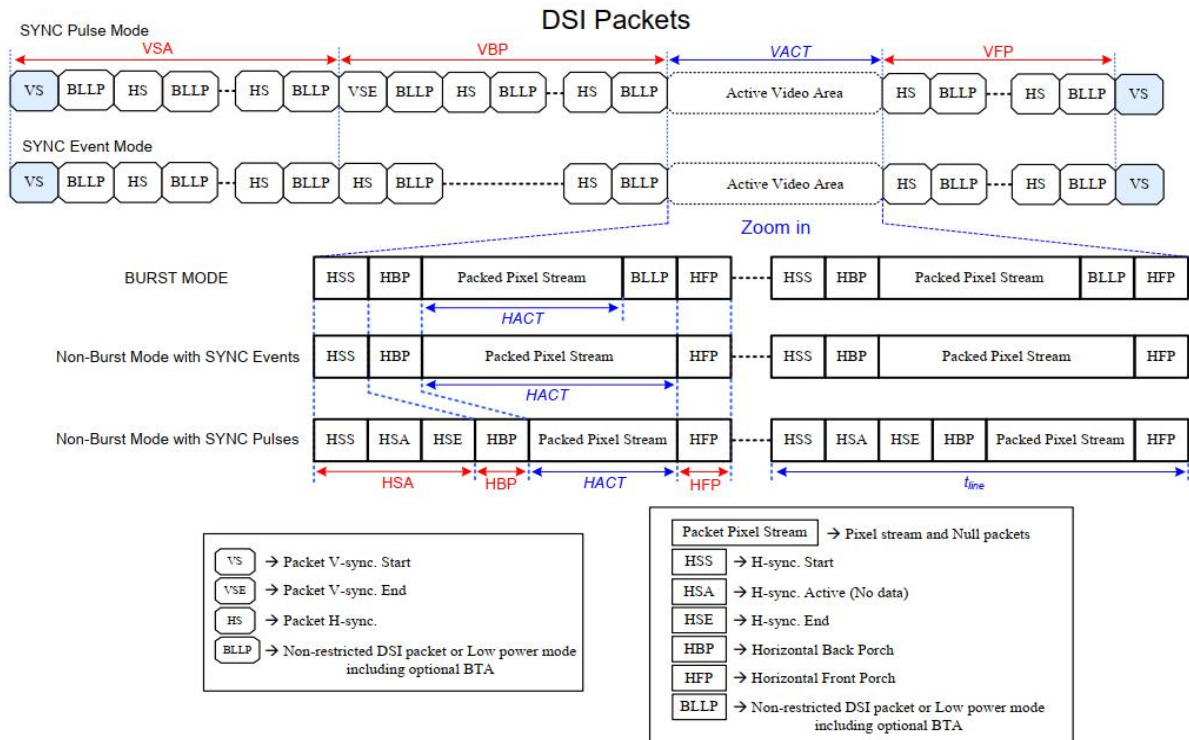 DSI Packets
SYNC Pulse Mode
VSA VBP VACT VFP
VS BLLP HS BLLP HS BLLP VSE BLLP HS BLLP HS BLLP Active Video Area HS BLLP HS BLLP VS
SYNC Event Mode
VS BLLP HS BLLP HS BLLP HS BLLP HS BLLP Active Video Area HS BLLP HS BLLP VS
Zoom in
BURST MODE HSS HBP Packed Pixel Stream BLLP HFP HSS HBP Packed Pixel Stream BLLP HFP
HACT
Non-Burst Mode with SYNC Events HSS HBP Packed Pixel Stream HFP HSS HBP Packed Pixel Stream HFP
HACT
Non-Burst Mode with SYNC Pulses HSS HSA HSE HBP Packed Pixel Stream HFP HSS HSA HSE HBP Packed Pixel Stream HFP
HSA HBP HACT HFP tline
VS → Packet V-sync. Start
VSE → Packet V-sync. End
HS → Packet H-sync.
BLLP → Non-restricted DSI packet or Low power mode
including optional BTA
Packet Pixel Stream → Pixel stream and Null packets
HSS → H-sync. Start
HSA → H-sync. Active (No data)
HSE → H-sync. End
HBP → Horizontal Back Porch
HFP → Horizontal Front Porch
BLLP → Non-restricted DSI packet or Low power mode
including optional BTA